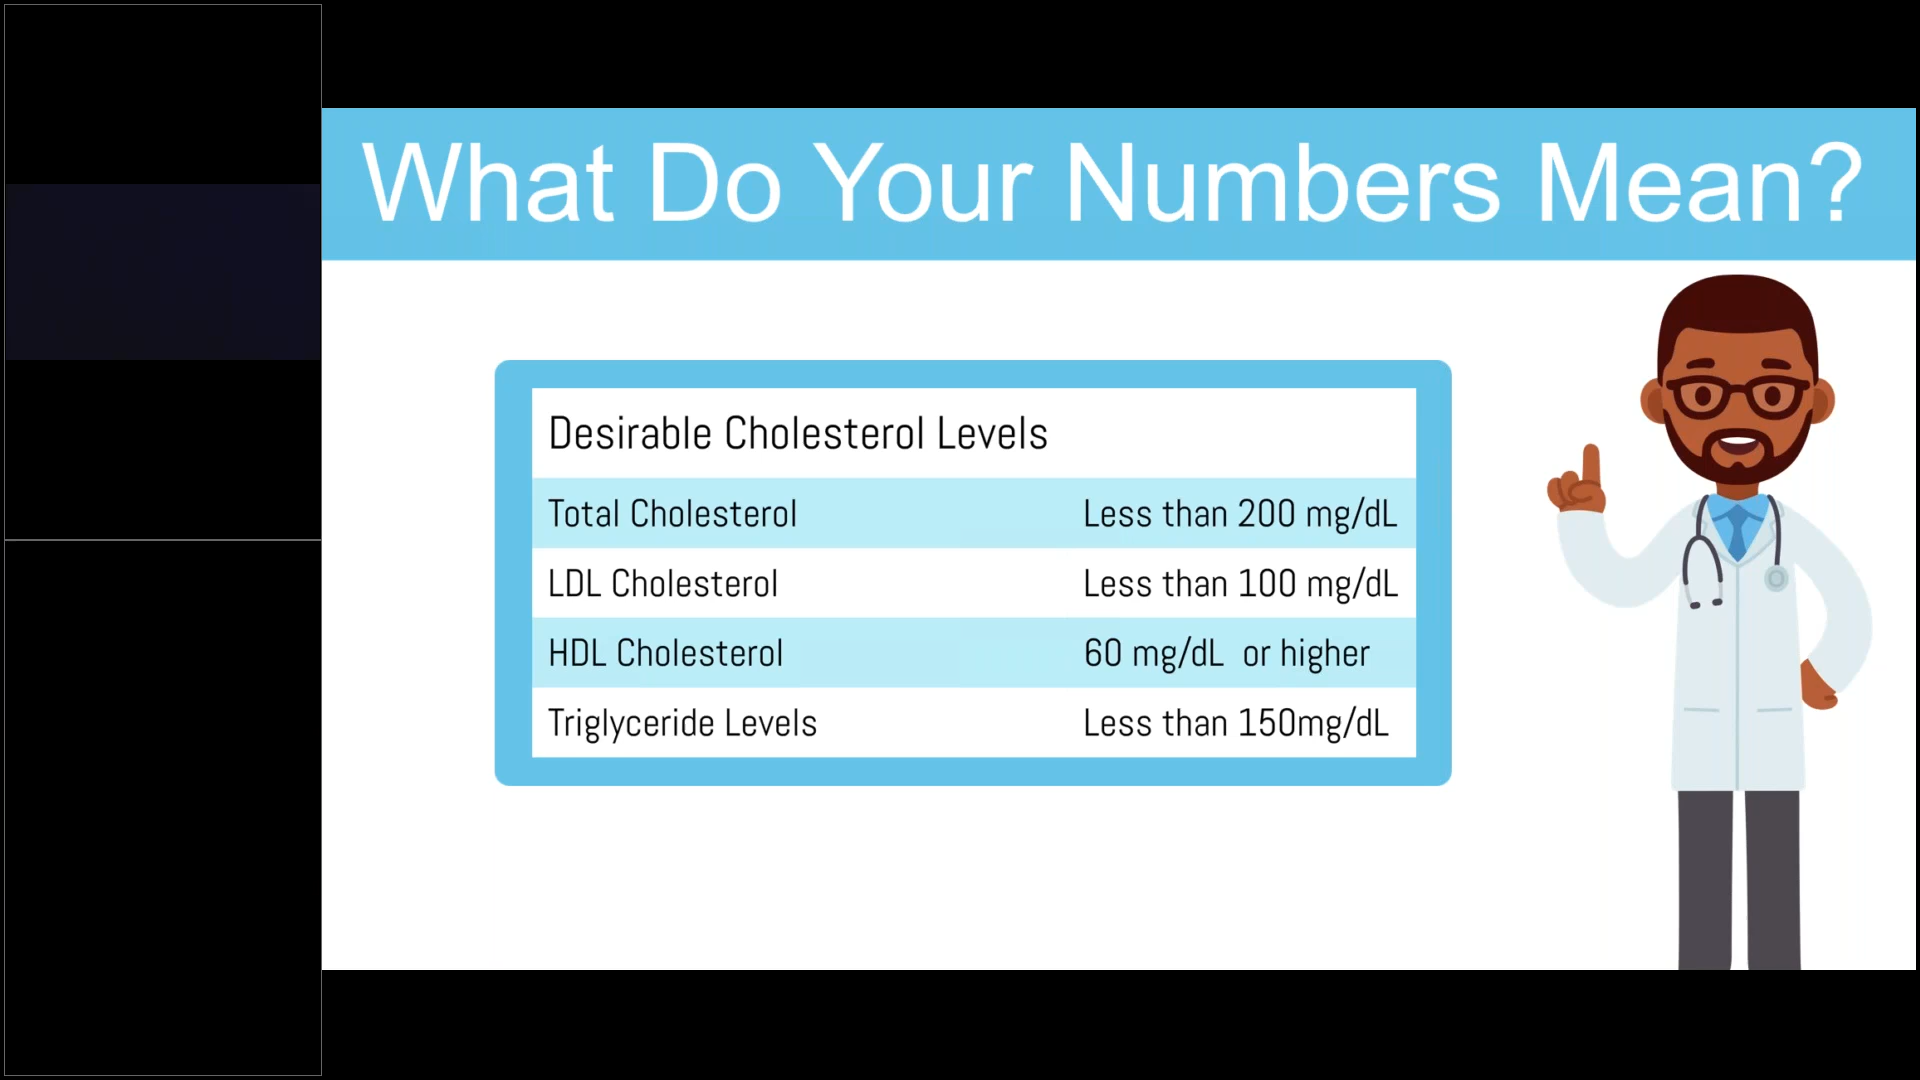 What Do Your Numbers Mean?
Desirable Cholesterol Levels
Total Cholesterol Less than 200 mg/dL
LDL Cholesterol Less than 100 mg/dL
HDL Cholesterol 60 mg/dL or higher
Triglyceride Levels Less than 150mg/dL